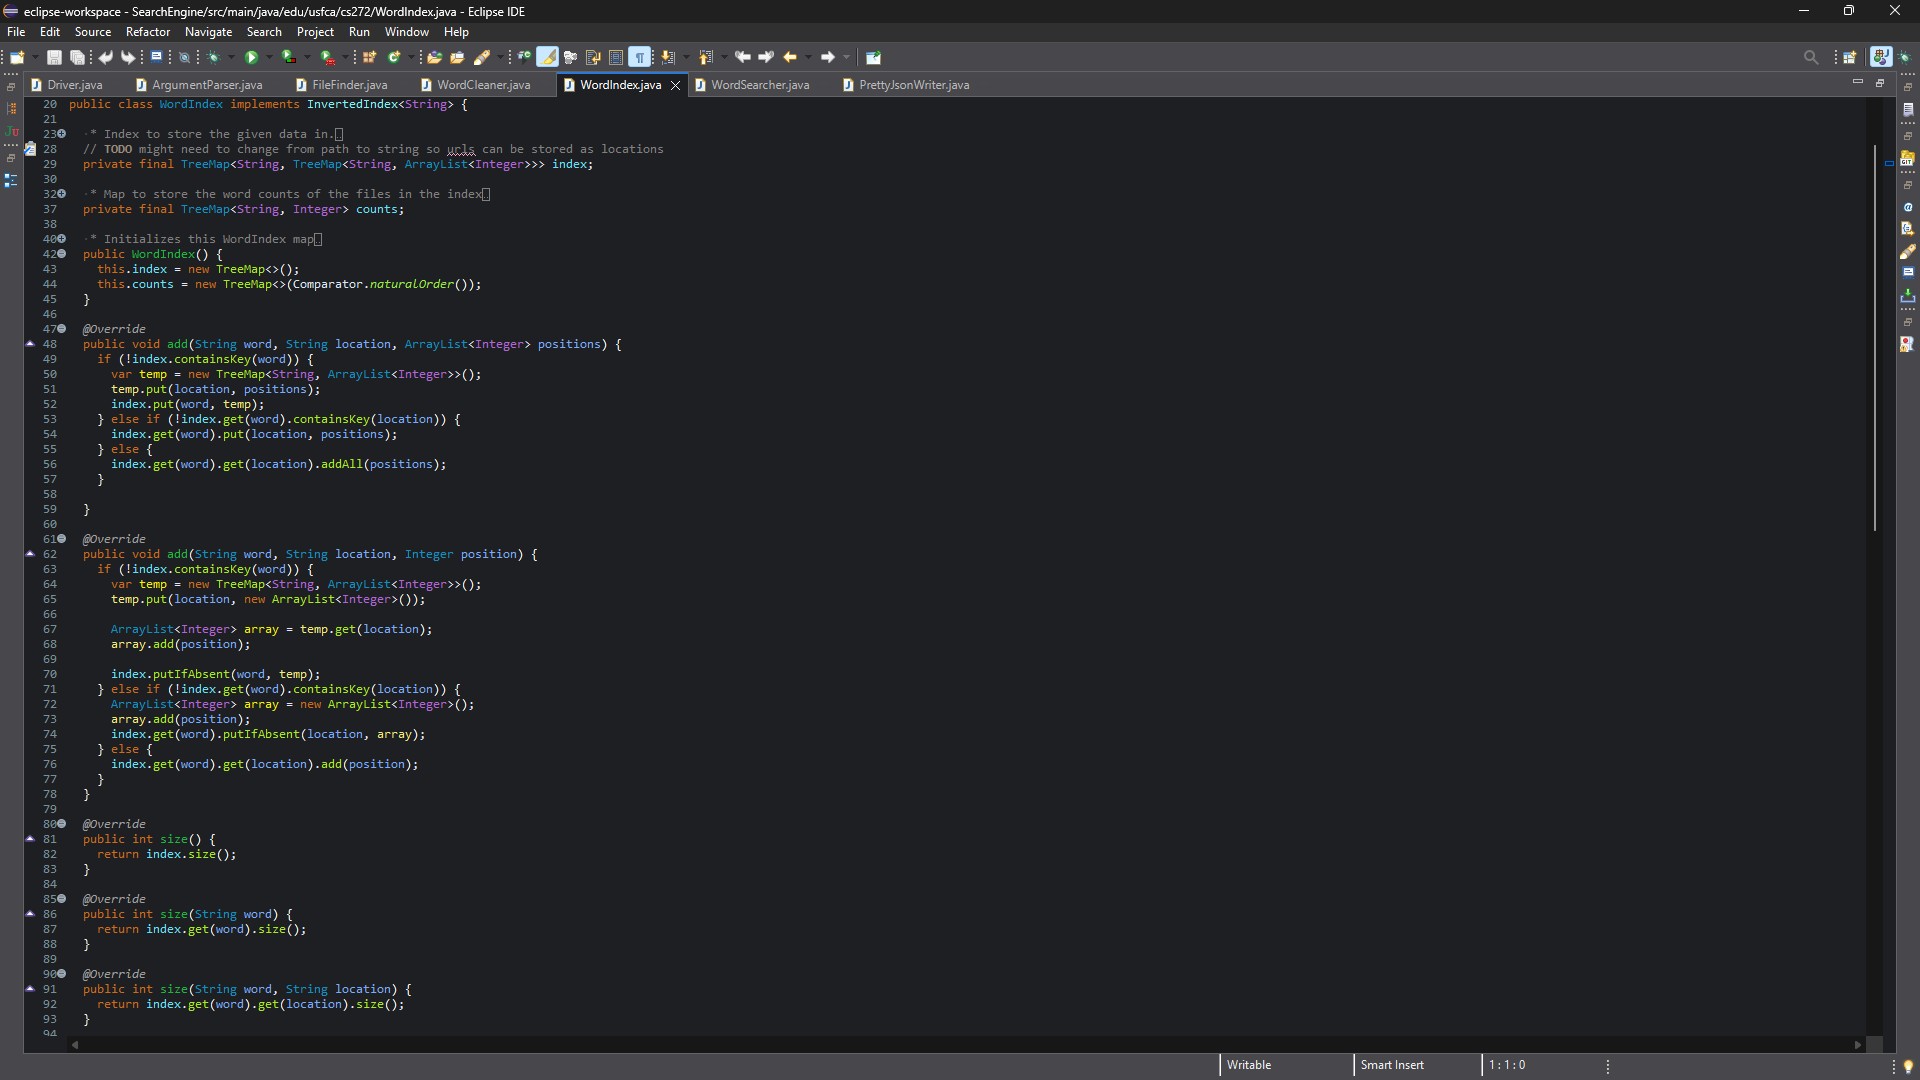 eclipse-workspace - SearchEngine/src/main/java/edu/usfca/cs272/WordIndex.java - Eclipse IDE
File Edit Source Refactor Navigate Search Project Run Window Help
Driver.java ArgumentParser.java FileFinder.java WordCleaner.java WordIndex.java WordSearcher.java PrettyJsonWriter.java
20 public class WordIndex implements InvertedIndex<String> {
21
23 * Index to store the given data in.
28 // TODO might need to change from path to string so urls can be stored as locations
29 private final TreeMap<String, TreeMap<String, ArrayList<Integer>>> index;
30
32 * Map to store the word counts of the files in the index
37 private final TreeMap<String, Integer> counts;
38
40 * Initializes this WordIndex map
42 public WordIndex() {
43 this.index = new TreeMap<>();
44 this.counts = new TreeMap<>(Comparator.naturalOrder());
45 }
46
47 @Override
48 public void add(String word, String location, ArrayList<Integer> positions) {
49 if (!index.containsKey(word)) {
50 var temp = new TreeMap<String, ArrayList<Integer>>();
51 temp.put(location, positions);
52 index.put(word, temp);
53 } else if (!index.get(word).containsKey(location)) {
54 index.get(word).put(location, positions);
55 } else {
56 index.get(word).get(location).addAll(positions);
57 }
58
59 }
60
61 @Override
62 public void add(String word, String location, Integer position) {
63 if (!index.containsKey(word)) {
64 var temp = new TreeMap<String, ArrayList<Integer>>();
65 temp.put(location, new ArrayList<Integer>());
66
67 ArrayList<Integer> array = temp.get(location);
68 array.add(position);
69
70 index.putIfAbsent(word, temp);
71 } else if (!index.get(word).containsKey(location)) {
72 ArrayList<Integer> array = new ArrayList<Integer>();
73 array.add(position);
74 index.get(word).putIfAbsent(location, array);
75 } else {
76 index.get(word).get(location).add(position);
77 }
78 }
79
80 @Override
81 public int size() {
82 return index.size();
83 }
84
85 @Override
86 public int size(String word) {
87 return index.get(word).size();
88 }
89
90 @Override
91 public int size(String word, String location) {
92 return index.get(word).get(location).size();
93 }
94
Writable Smart Insert 1 : 1 : 0